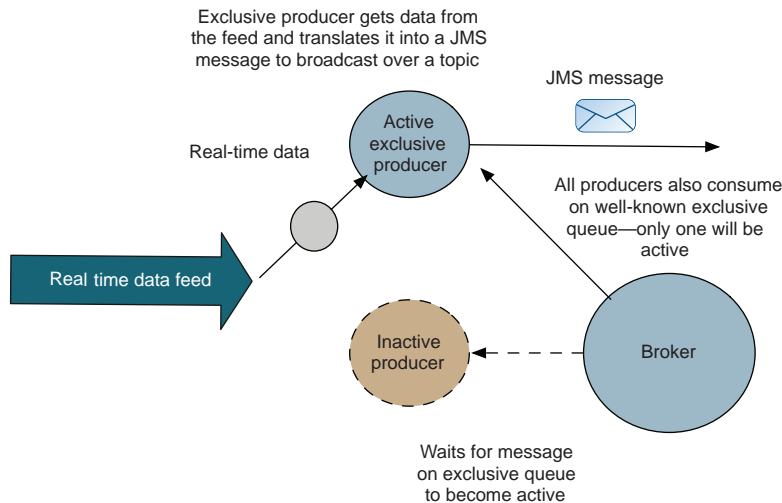 Exclusive producer gets data from
the feed and translates it into a JMS
message to broadcast over a topic
JMS message
Active
exclusive
producer
Real-time data
All producers also consume
on well-known exclusive
queue—only one will be
active
Real time data feed
Inactive
producer
Broker
Waits for message
on exclusive queue
to become active